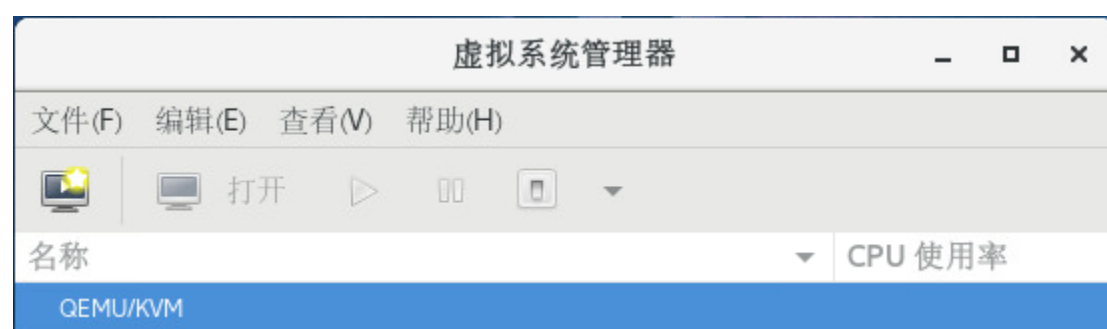 虚拟系统管理器
文件(F) 编辑(E) 查看(V) 帮助(H)
打开
名称 CPU 使用率
QEMU/KVM